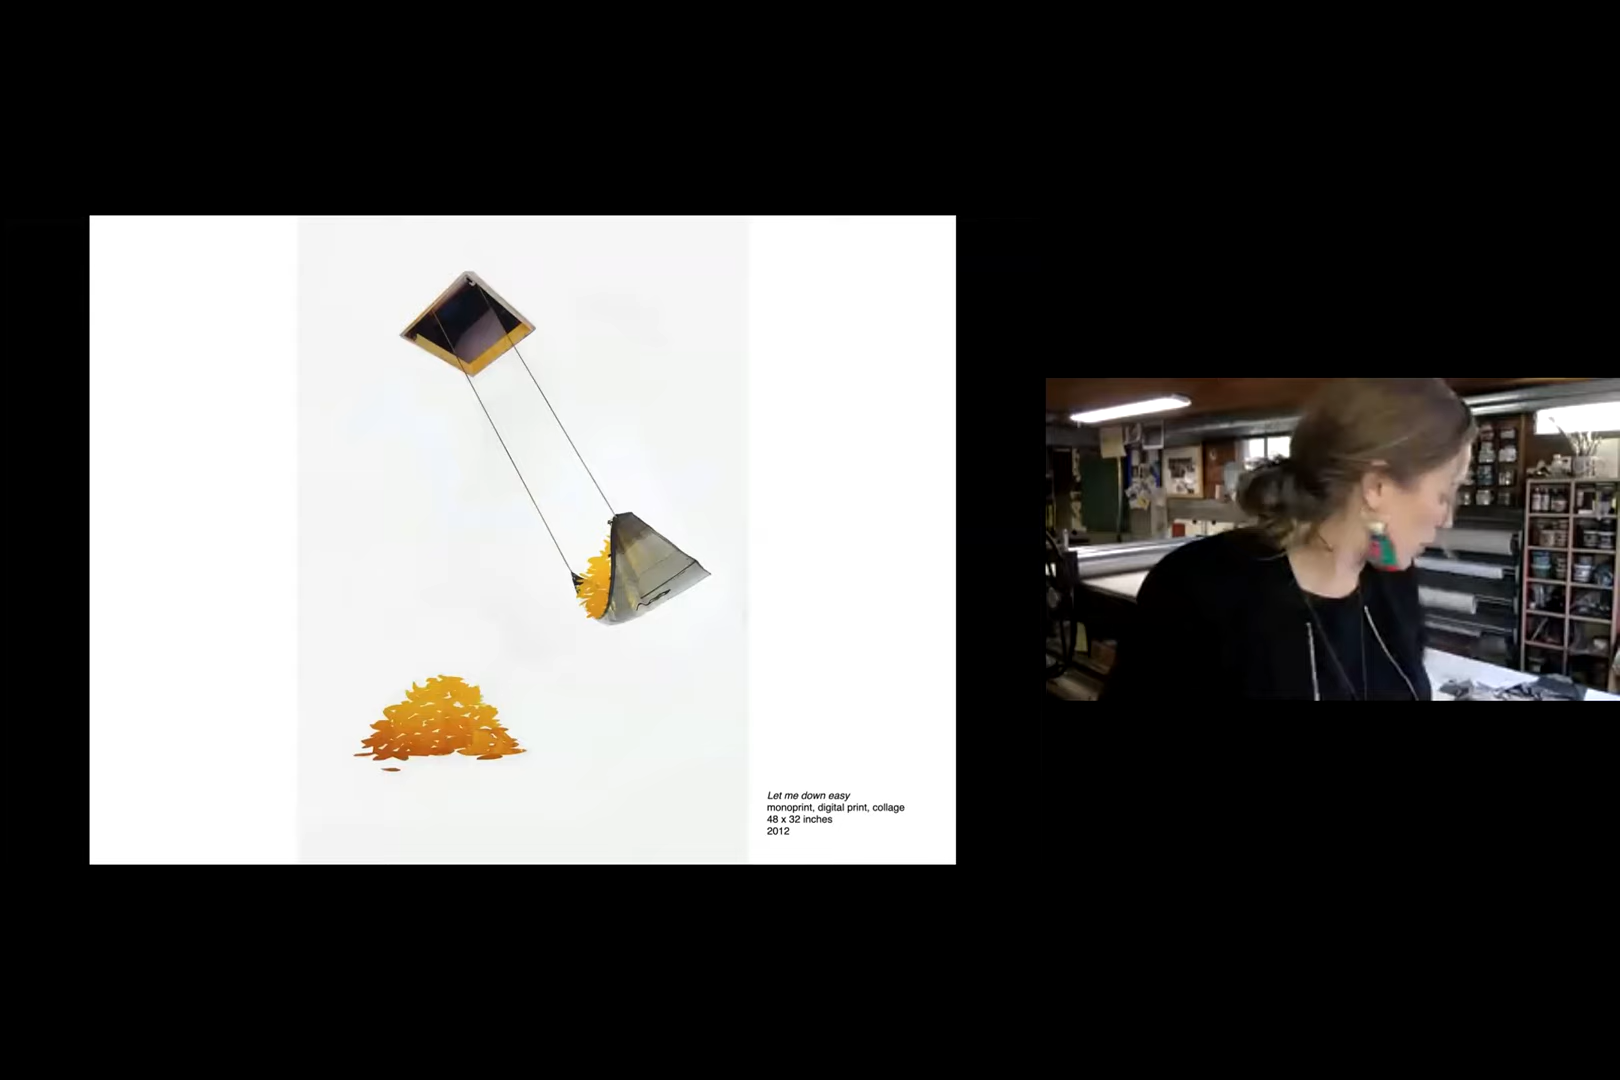 Let me down easy
monoprint, digital print, collage
48 x 32 inches
2012